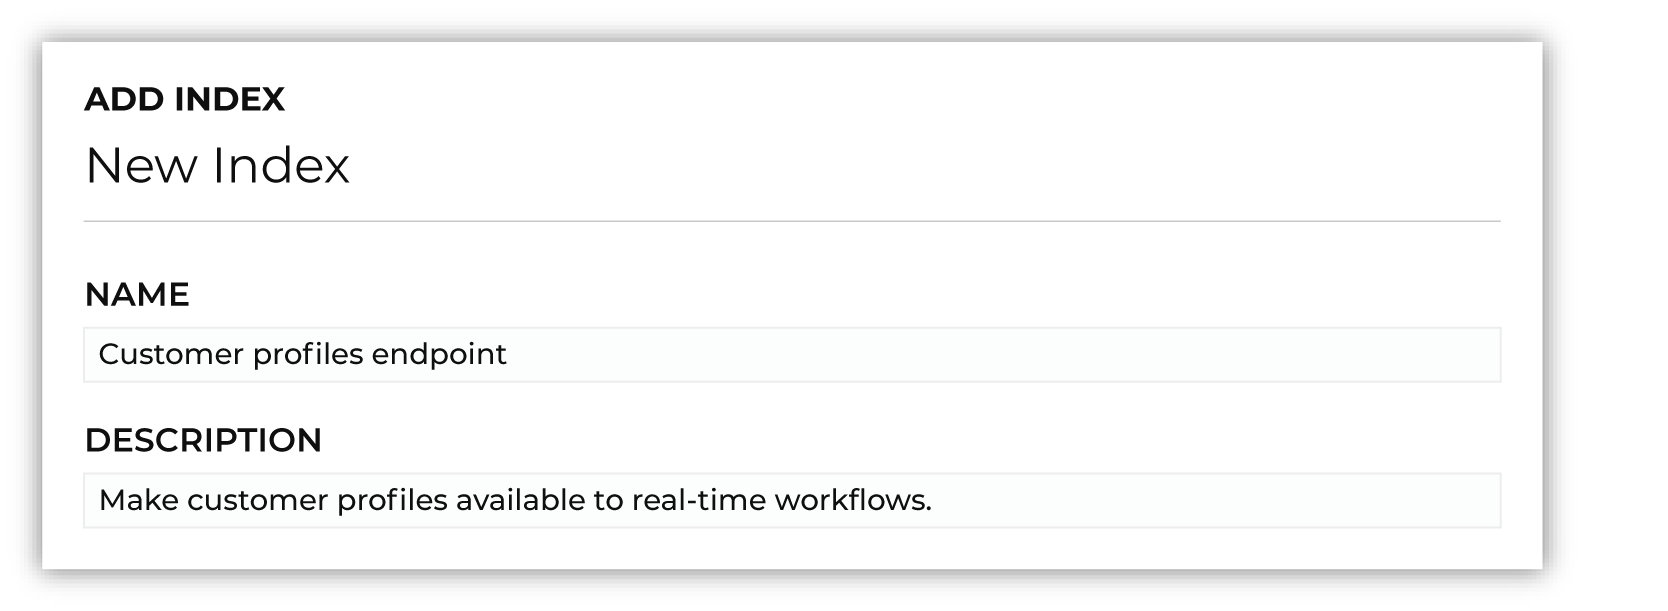 ADD INDEX
New Index
NAME
Customer profiles endpoint
DESCRIPTION
Make customer profiles available to real-time workflows.